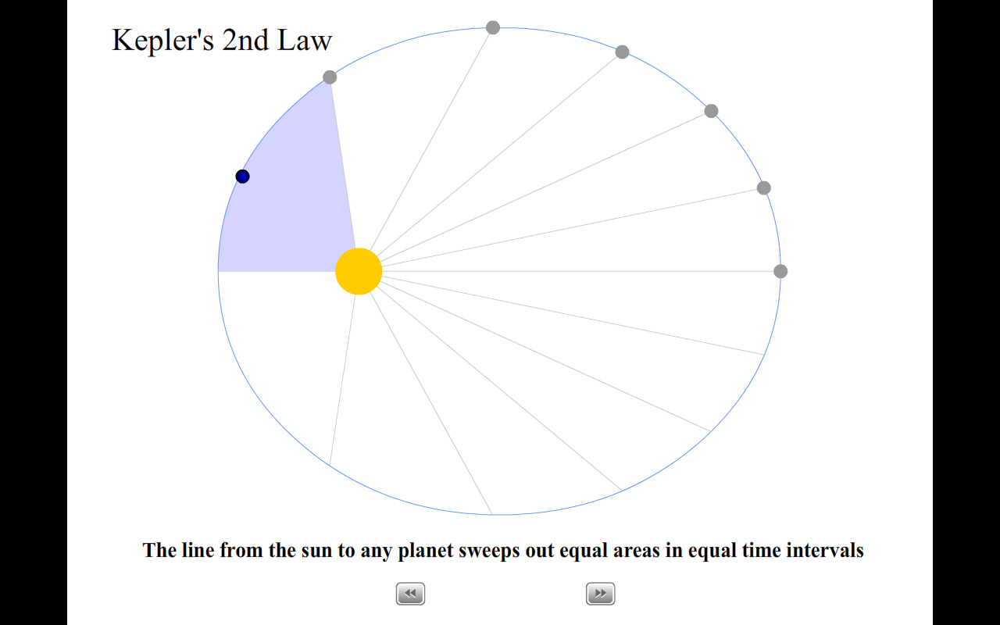 Kepler's 2nd Law
The line from the sun to any planet sweeps out equal areas in equal time intervals